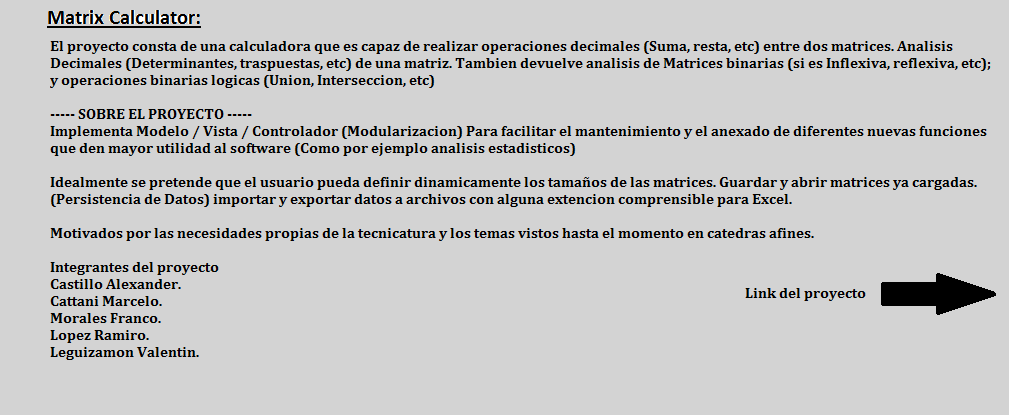 Matrix Calculator:
El proyecto consta de una calculadora que es capaz de realizar operaciones decimales (Suma, resta, etc) entre dos matrices. Analisis
Decimales (Determinantes, traspuestas, etc) de una matriz. Tambien devuelve analisis de Matrices binarias (si es Inflexiva, reflexiva, etc);
y operaciones binarias logicas (Union, Interseccion, etc)
----- SOBRE EL PROYECTO -----
Implementa Modelo / Vista / Controlador (Modularizacion) Para facilitar el mantenimiento y el anexado de diferentes nuevas funciones
que den mayor utilidad al software (Como por ejemplo analisis estadisticos)
Idealmente se pretende que el usuario pueda definir dinamicamente los tamaños de las matrices. Guardar y abrir matrices ya cargadas.
(Persistencia de Datos) importar y exportar datos a archivos con alguna extencion comprensible para Excel.
Motivados por las necesidades propias de la tecnicatura y los temas vistos hasta el momento en catedras afines.
Integrantes del proyecto
Castillo Alexander.
Cattani Marcelo.
Link del proyecto
Morales Franco.
Lopez Ramiro.
Leguizamon Valentin.